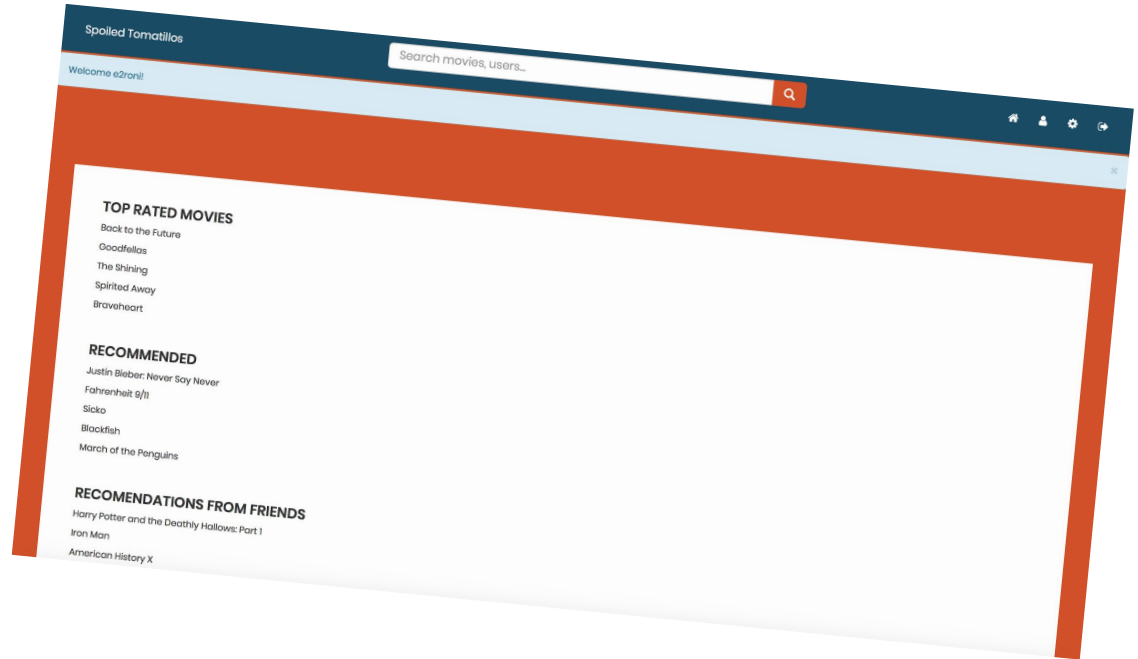 Spoiled Tomatillos
Search movies, users...
Welcome e2roni!
TOP RATED MOVIES
Back to the Future
Goodfellas
The Shining
Spirited Away
Braveheart
RECOMMENDED
Justin Bieber: Never Say Never
Fahrenheit 9/11
Sicko
Blackfish
March of the Penguins
RECOMENDATIONS FROM FRIENDS
Harry Potter and the Deathly Hallows: Part 1
Iron Man
American History X